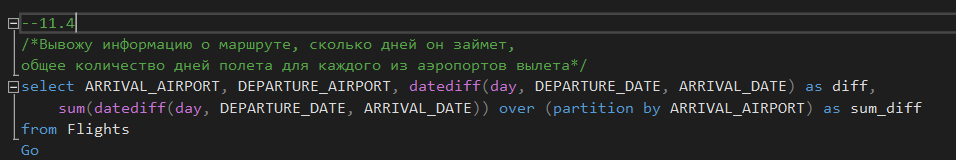 --11.4
/*Вывожу информацию о маршруте, сколько дней он займет,
общее количество дней полета для каждого из аэропортов вылета*/
select ARRIVAL_AIRPORT, DEPARTURE_AIRPORT, datediff(day, DEPARTURE_DATE, ARRIVAL_DATE) as diff,
sum(datediff(day, DEPARTURE_DATE, ARRIVAL_DATE)) over (partition by ARRIVAL_AIRPORT) as sum_diff
from Flights
Go